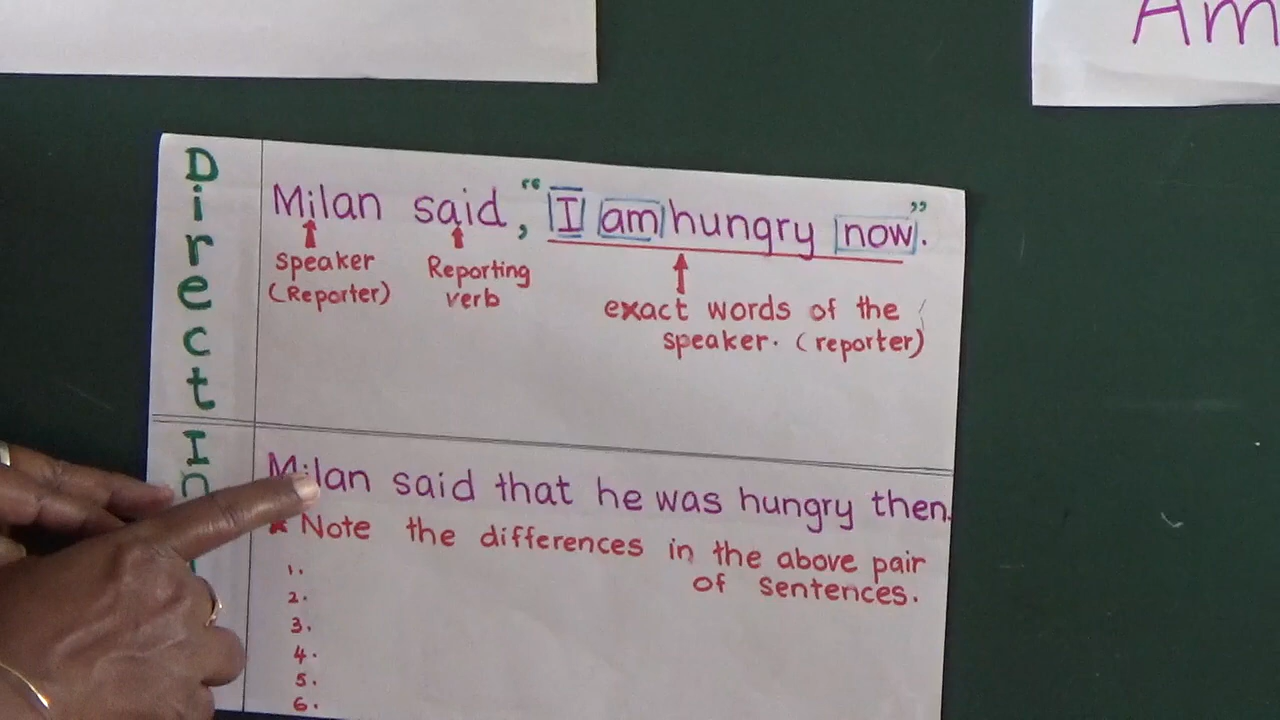 Am
Direct
Milan said, "I am hungry now".
speaker
(Reporter)
Reporting
verb
exact words of the
speaker. (reporter)
In
Milan said that he was hungry then.
* Note the differences in the above pair
of sentences.
1.
2.
3.
4.
5.
6.